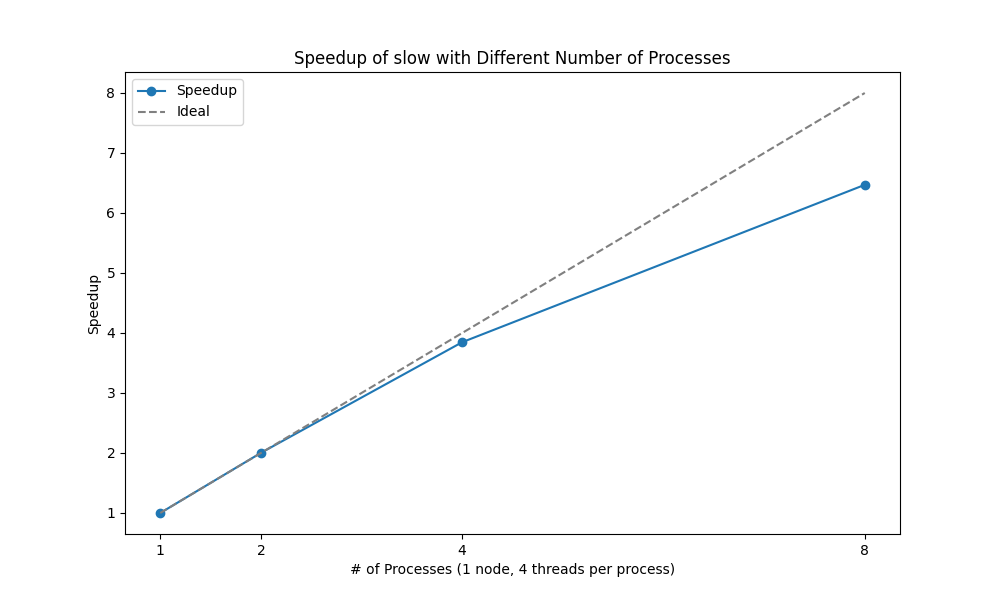 Speedup of slow with Different Number of Processes
Speedup
Ideal
8
7
6
5
4
3
2
1
Speedup
1 2 4 8
# of Processes (1 node, 4 threads per process)